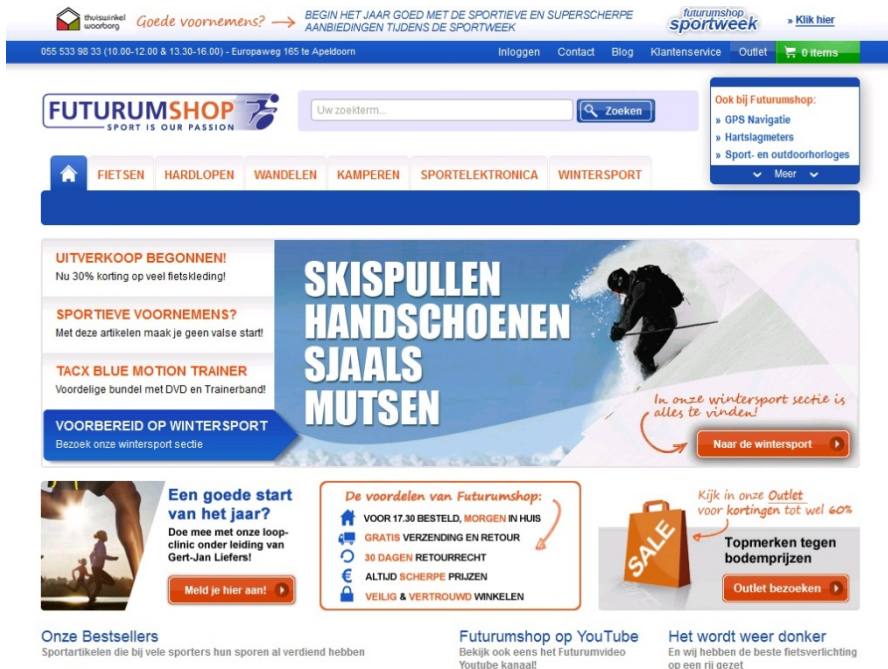 thuiswinkel
waarborg
Goede voornemens?
BEGIN HET JAAR GOED MET DE SPORTIEVE EN SUPERSCHERPE
AANBIEDINGEN TIJDENS DE SPORTWEEK
futurumshop
sportweek
» Klik hier
055 533 98 33 (10.00-12.00 & 13.30-16.00) - Europaweg 165 te Apeldoorn
Inloggen Contact Blog Klantenservice Outlet 0 items
FUTURUMSHOP
SPORT IS OUR PASSION
Uw zoekterm...
Zoeken
Ook bij Futurumshop:
» GPS Navigatie
» Hartslagmeters
» Sport- en outdoorhorloges
Meer
FIETSEN HARDLOPEN WANDELEN KAMPEREN SPORTELEKTRONICA WINTERSPORT
UITVERKOOP BEGONNEN!
Nu 30% korting op veel fietskleding!
SPORTIEVE VOORNEMENS?
Met deze artikelen maak je geen valse start!
TACX BLUE MOTION TRAINER
Voordelige bundel met DVD en Trainerband!
VOORBEREID OP WINTERSPORT
Bezoek onze wintersport sectie
SKISPULLEN
HANDSCHOENEN
SJAALS
MUTSEN
In onze wintersport sectie is
alles te vinden!
Naar de wintersport
Een goede start
van het jaar?
Doe mee met onze loop-
clinic onder leiding van
Gert-Jan Liefers!
Meld je hier aan!
De voordelen van Futurumshop:
VOOR 17.30 BESTELD, MORGEN IN HUIS
GRATIS VERZENDING EN RETOUR
30 DAGEN RETOURRECHT
€ ALTIJD SCHERPE PRIJZEN
VEILIG & VERTROUWD WINKELEN
SALE
Kijk in onze Outlet
voor kortingen tot wel 60%
Topmerken tegen
bodemprijzen
Outlet bezoeken
Onze Bestsellers
Sportartikelen die bij vele sporters hun sporen al verdiend hebben
Futurumshop op YouTube
Bekijk ook eens het Futurumvideo
Youtube kanaal!
Het wordt weer donker
En wij hebben de beste fietsverlichting
op een rij gezet